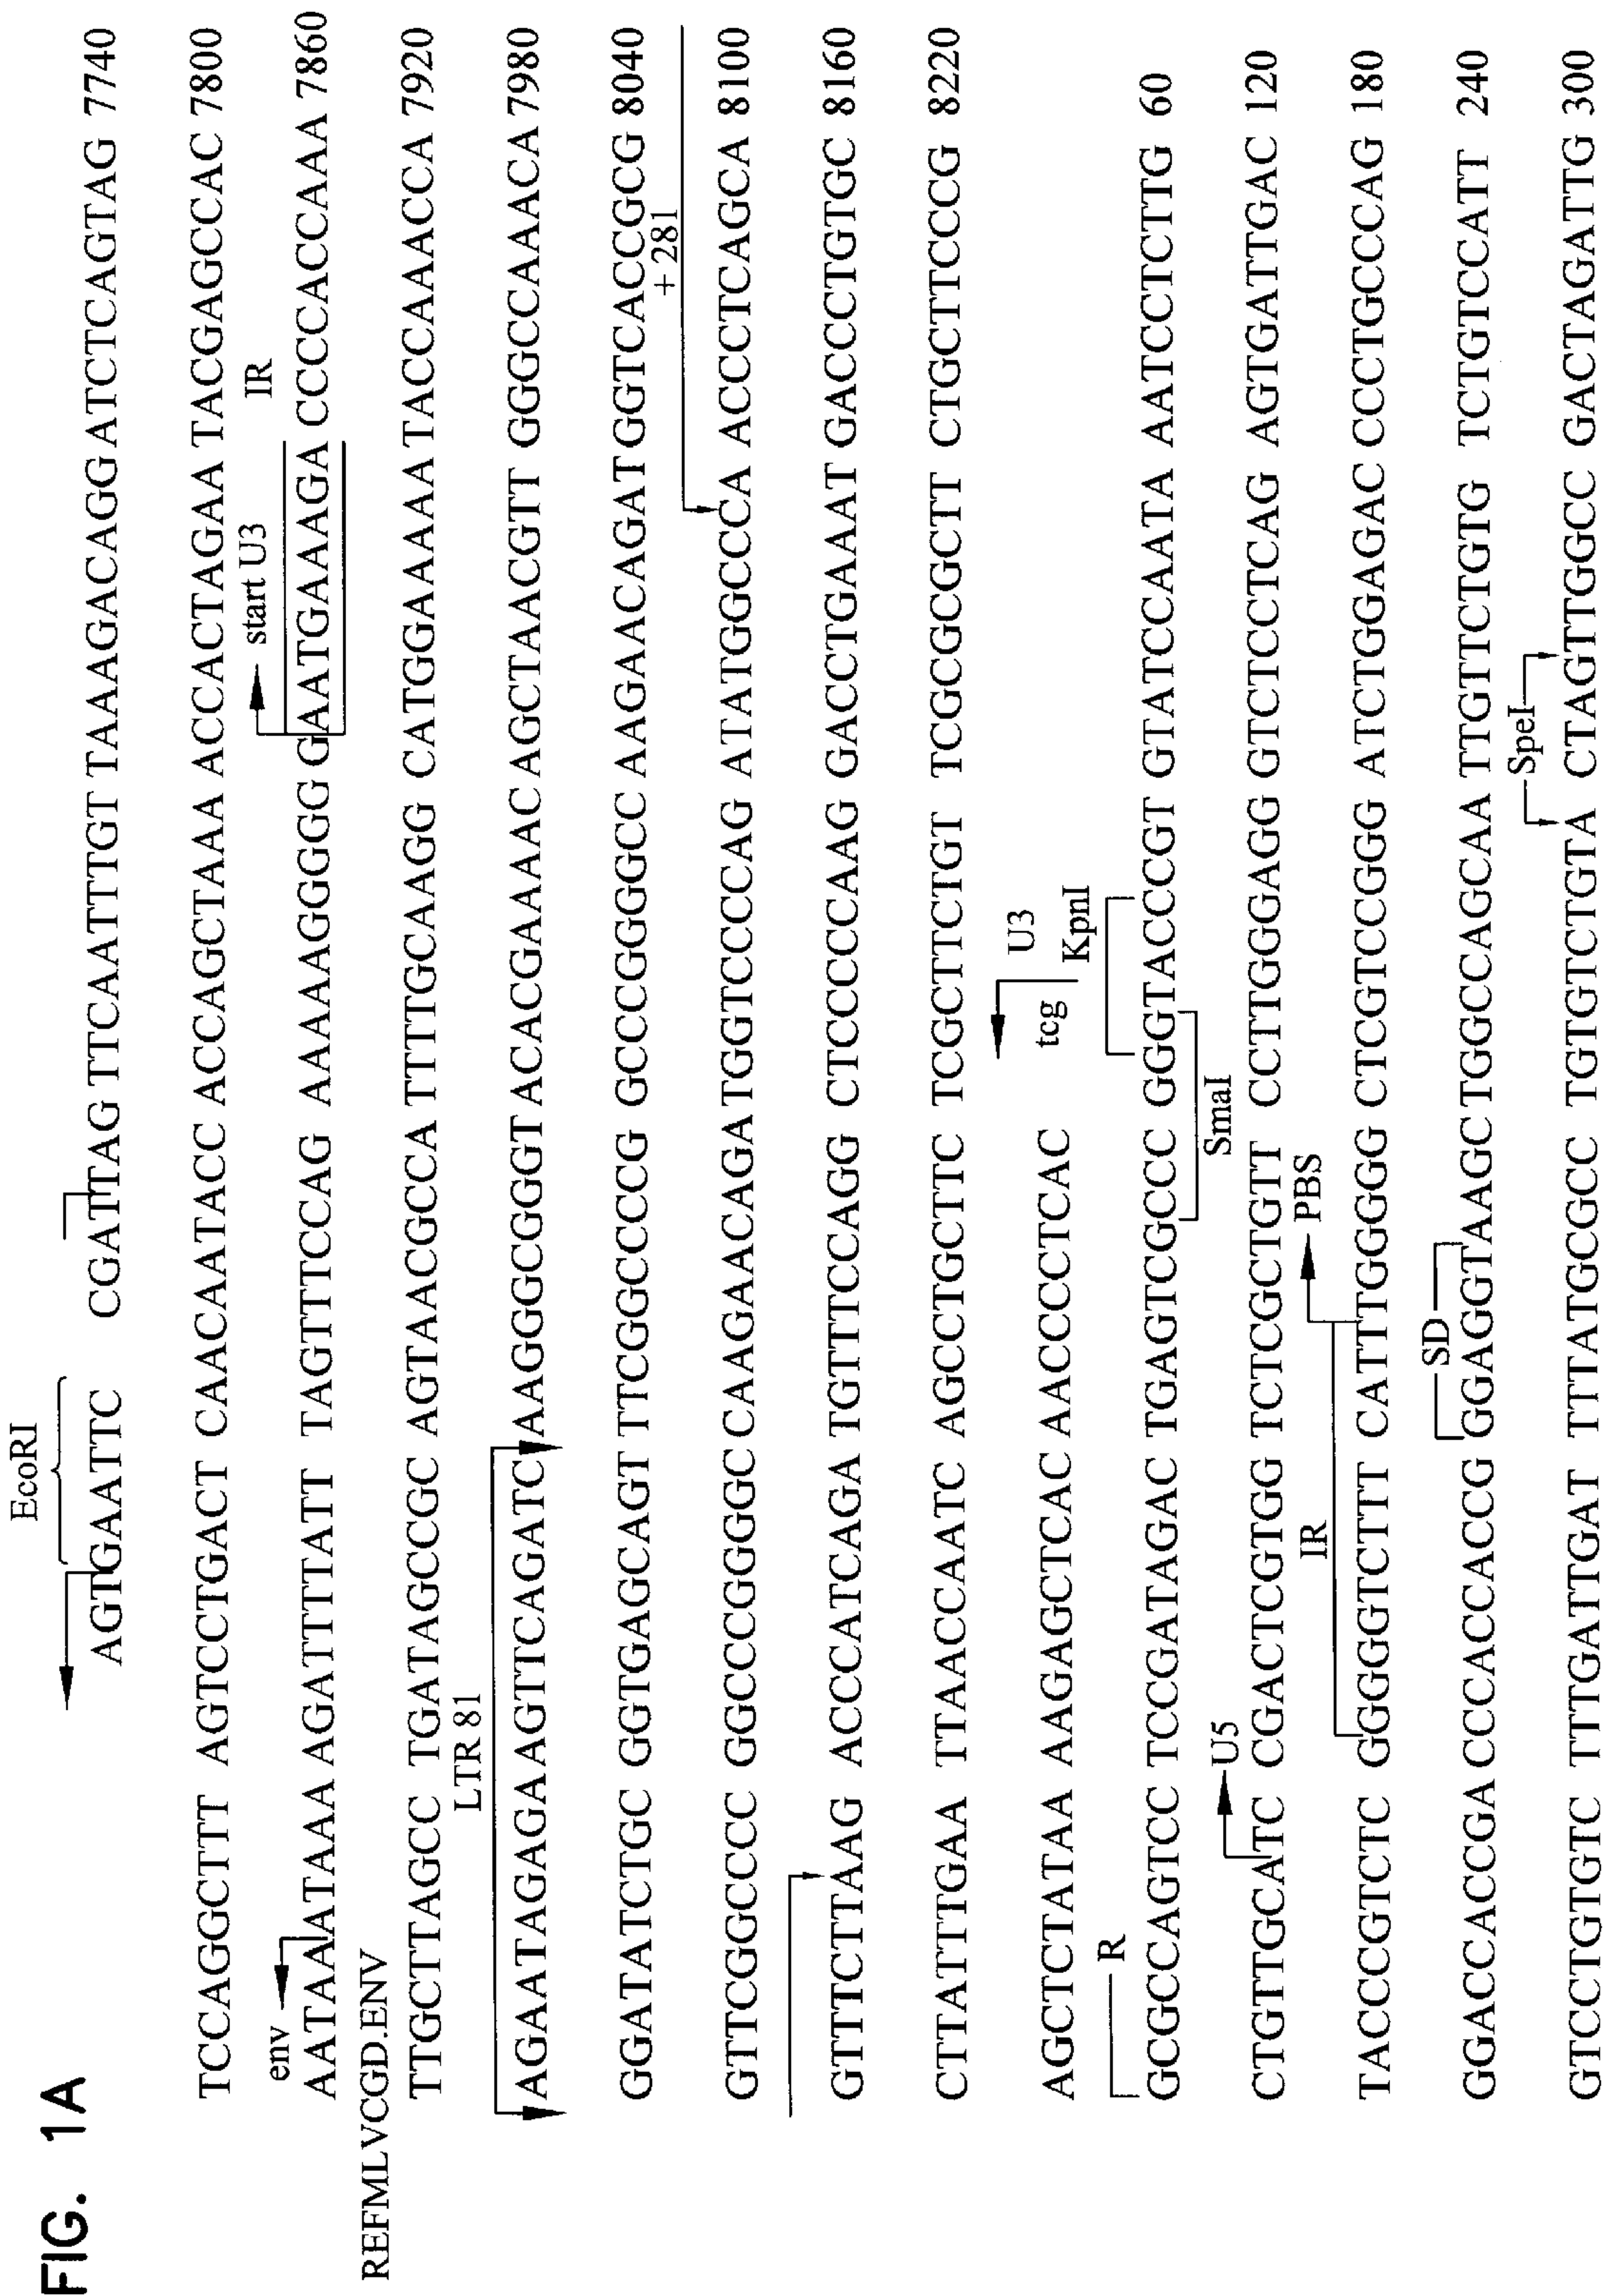 FIG. 1A
EcoRI
AGTGAATTC CGATTAG TTCAATTTGT TAAAGACAGG ATCTCAGTAG 7740
TCCAGGCTTT AGTCCTGACT CAACAATACC ACCAGCTAAA ACCACTAGAA TACGAGCCAC 7800
env start U3 IR
AATAAATAAA AGATTTTATT TAGTTTCCAG AAAAAGGGGG GAATGAAAGA CCCCACCAAA 7860
REFMLVCGD.ENV
TTGCTTAGCC TGATAGCCGC AGTAACGCCA TTTTGCAAGG CATGGAAAAA TACCAAACCA 7920
LTR 81
AGAATAGAGA AGTTCAGATC AAGGGCGGGT ACACGAAAAC AGCTAACGTT GGGCCAAACA 7980
GGATATCTGC GGTGAGCAGT TTCGGCCCCG GCCCGGGGCC AAGAACAGAT GGTCACCGCG 8040
+ 281
GTTCGGCCCC GGCCCGGGGC CAAGAACAGA TGGTCCCCAG ATATGGCCCA ACCCTCAGCA 8100
GTTTCTTAAG ACCCATCAGA TGTTTCCAGG CTCCCCCAAG GACCTGAAAT GACCCTGTGC 8160
CTTATTTGAA TTAACCAATC AGCCTGCTTC TCGCTTCTGT TCGCGCGCTT CTGCTTCCCG 8220
U3
AGCTCTATAA AAGAGCTCAC AACCCCTCAC tcg
R KpnI
GCGCCAGTCC TCCGATAGAC TGAGTCGCCC GGGTACCCGT GTATCCAATA AATCCTCTTG 60
SmaI
U5
CTGTTGCATC CGACTCGTGG TCTCGCTGTT CCTTGGGAGG GTCTCCTCAG AGTGATTGAC 120
IR PBS
TACCCGTCTC GGGGGTCTTT CATTTGGGGG CTCGTCCGGG ATCTGGAGAC CCCTGCCCAG 180
SD
GGACCACCGA CCCACCACCG GGAGGTAAGC TGGCCAGCAA TTGTTCTGTG TCTGTCCATT 240
SpeI
GTCCTGTGTC TTTGATTGAT TTTATGCGCC TGTGTCTGTA CTAGTTGGCC GACTAGATTG 300